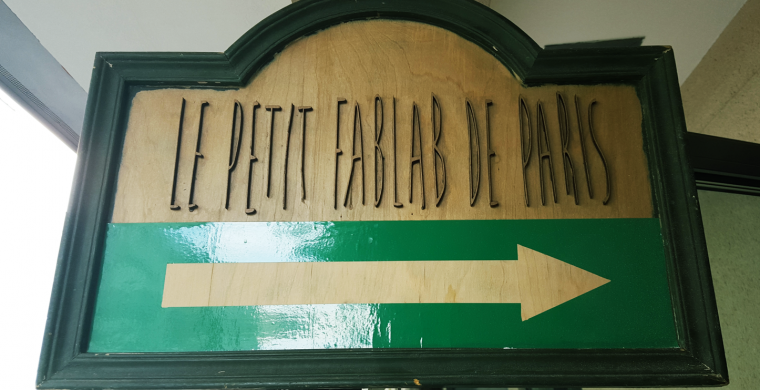 LE PETIT FABLAB DE PARIS